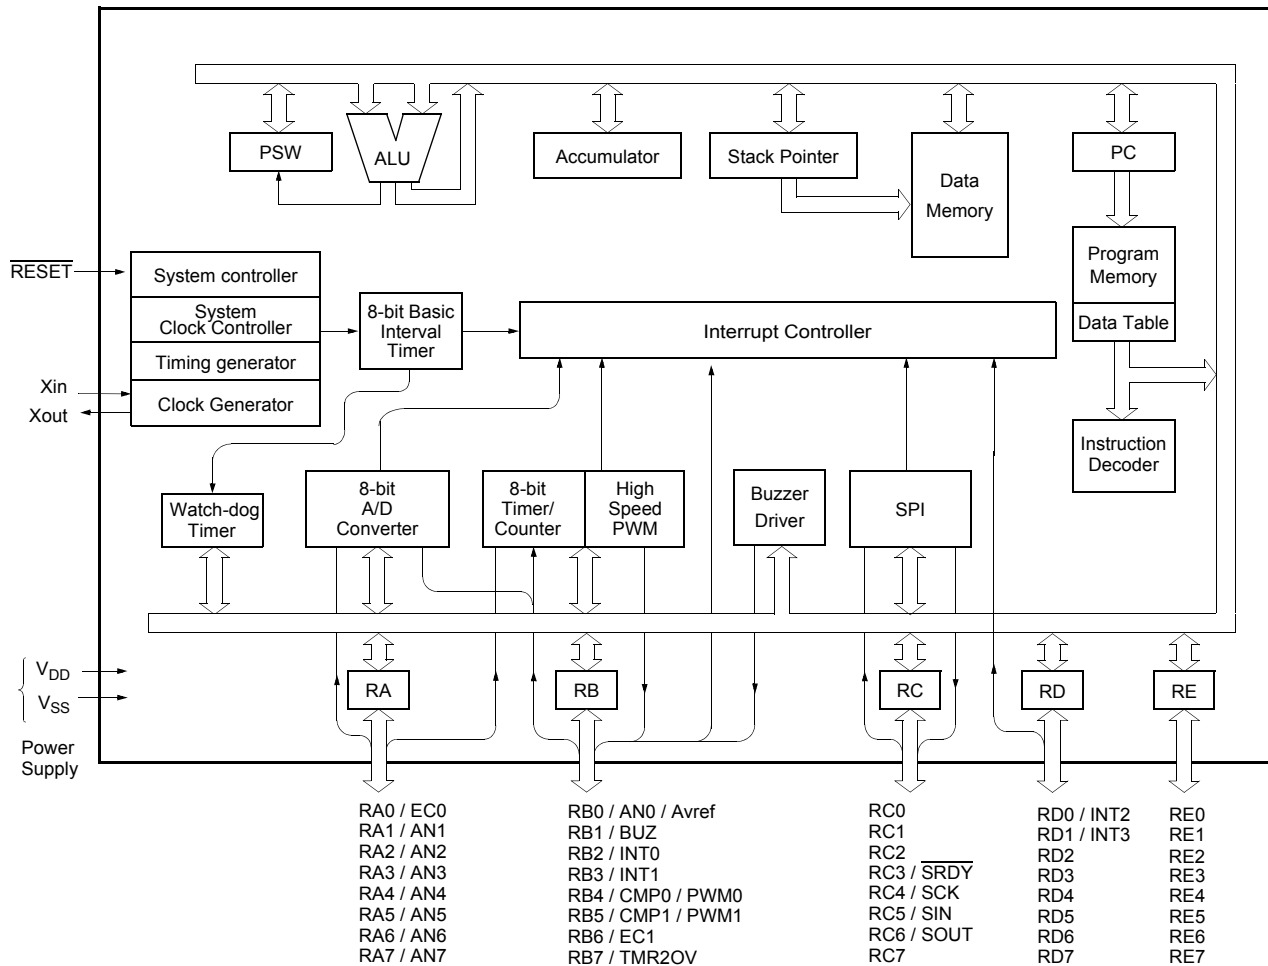 PSW
ALU
Accumulator
Stack Pointer
Data
Memory
PC
Program
Memory
Data Table
Instruction
Decoder
RESET
System controller
System
Clock Controller
Timing generator
Clock Generator
Xin
Xout
8-bit Basic
Interval
Timer
Interrupt Controller
Watch-dog
Timer
8-bit
A/D
Converter
8-bit
Timer/
Counter
High
Speed
PWM
Buzzer
Driver
SPI
VDD
VSS
Power
Supply
RA
RB
RC
RD
RE
RA0 / EC0
RA1 / AN1
RA2 / AN2
RA3 / AN3
RA4 / AN4
RA5 / AN5
RA6 / AN6
RA7 / AN7
RB0 / AN0 / Avref
RB1 / BUZ
RB2 / INT0
RB3 / INT1
RB4 / CMP0 / PWM0
RB5 / CMP1 / PWM1
RB6 / EC1
RB7 / TMR2OV
RC0
RC1
RC2
RC3 / SRDY
RC4 / SCK
RC5 / SIN
RC6 / SOUT
RC7
RD0 / INT2
RD1 / INT3
RD2
RD3
RD4
RD5
RD6
RD7
RE0
RE1
RE2
RE3
RE4
RE5
RE6
RE7